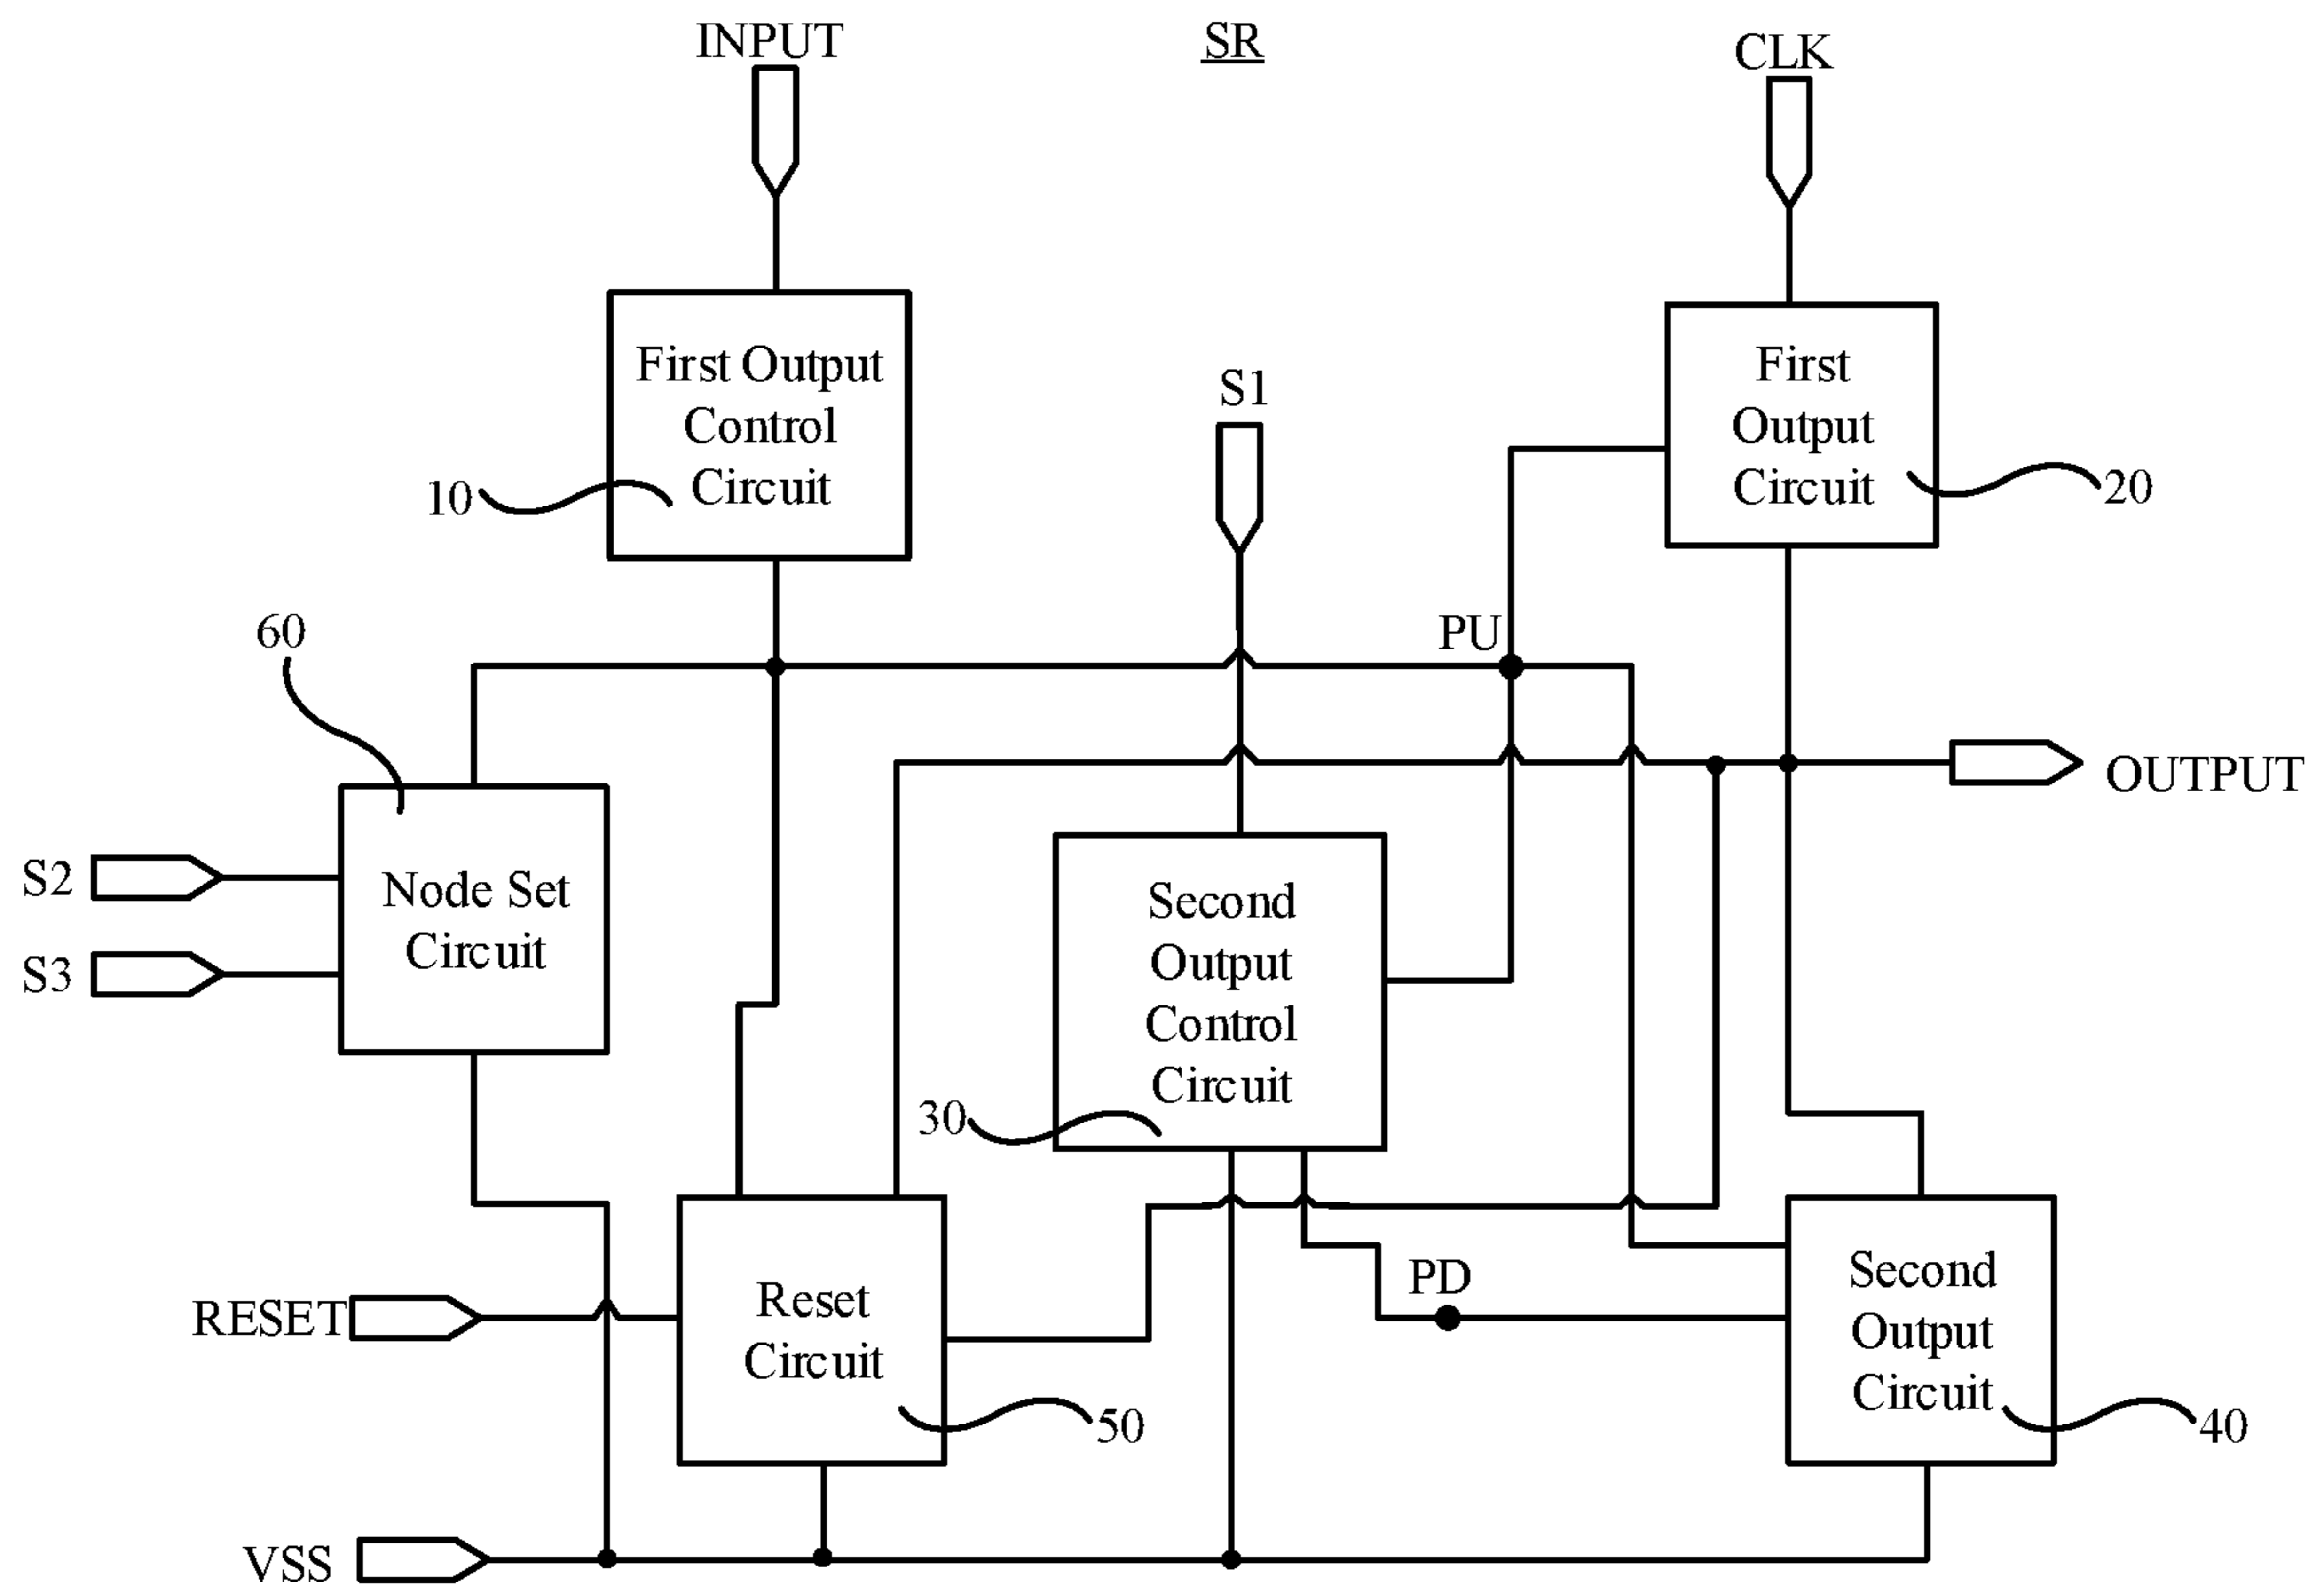 INPUT
SR
CLK
First Output
Control
Circuit
10
First
Output
Circuit
20
S1
PU
60
OUTPUT
S2
S3
Node Set
Circuit
Second
Output
Control
Circuit
30
PD
RESET
Reset
Circuit
50
Second
Output
Circuit
40
VSS